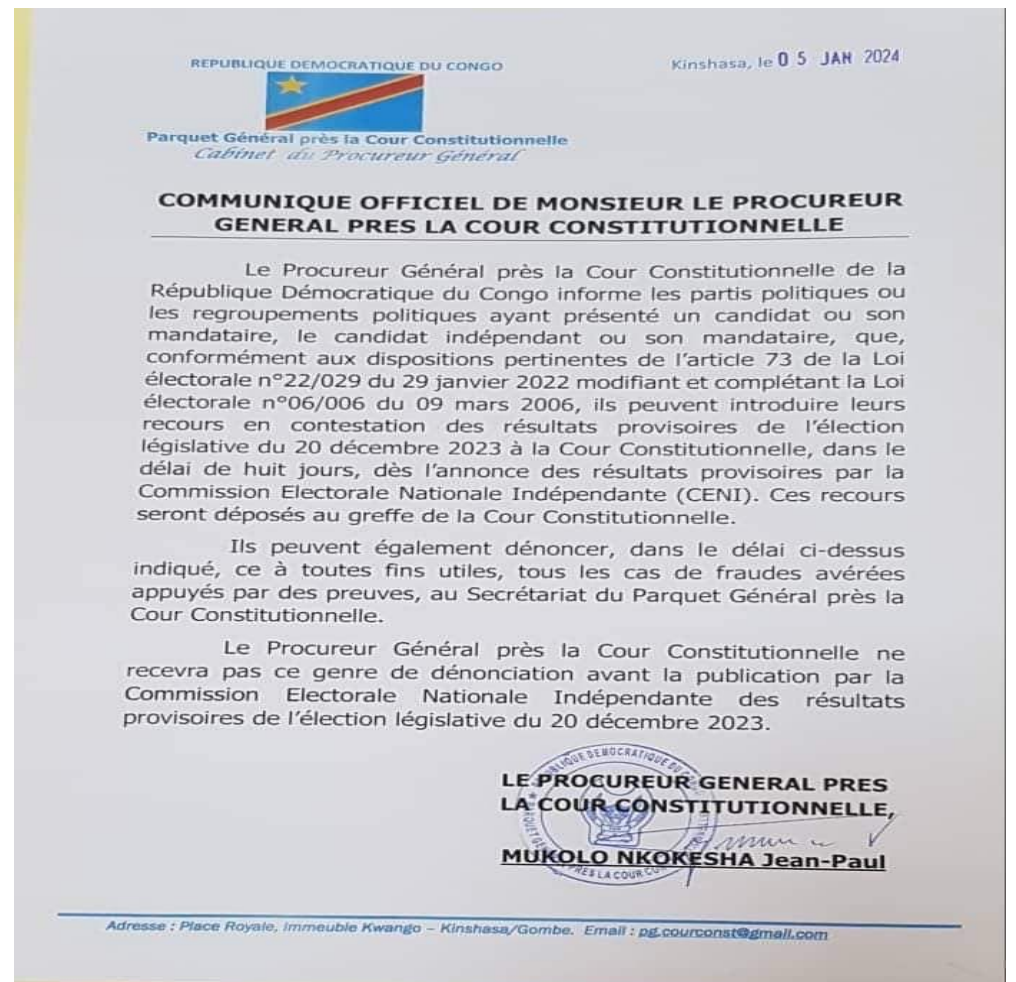 REPUBLIQUE DEMOCRATIQUE DU CONGO
Kinshasa, le 05 JAN 2024
Parquet Général près la Cour Constitutionnelle
Cabinet du Procureur Général
COMMUNIQUE OFFICIEL DE MONSIEUR LE PROCUREUR
GENERAL PRES LA COUR CONSTITUTIONNELLE
Le Procureur Général près la Cour Constitutionnelle de la
République Démocratique du Congo informe les partis politiques ou
les regroupements politiques ayant présenté un candidat ou son
mandataire, le candidat indépendant ou son mandataire, que,
conformément aux dispositions pertinentes de l'article 73 de la Loi
électorale n°22/029 du 29 janvier 2022 modifiant et complétant la Loi
électorale n°06/006 du 09 mars 2006, ils peuvent introduire leurs
recours en contestation des résultats provisoires de l'élection
législative du 20 décembre 2023 à la Cour Constitutionnelle, dans le
délai de huit jours, dès l'annonce des résultats provisoires par la
Commission Electorale Nationale Indépendante (CENI). Ces recours
seront déposés au greffe de la Cour Constitutionnelle.
Ils peuvent également dénoncer, dans le délai ci-dessus
indiqué, ce à toutes fins utiles, tous les cas de fraudes avérées
appuyés par des preuves, au Secrétariat du Parquet Général près la
Cour Constitutionnelle.
Le Procureur Général près la Cour Constitutionnelle ne
recevra pas ce genre de dénonciation avant la publication par la
Commission Electorale Nationale Indépendante des résultats
provisoires de l'élection législative du 20 décembre 2023.
REPUBLIQUE DEMOCRATIQUE DU
LE PROCUREUR GENERAL PRES
LA COUR CONSTITUTIONNELLE,
MUKOLO NKOKESHA Jean-Paul
PRES LA COUR
Adresse : Place Royale, Immeuble Kwango – Kinshasa/Gombe. Email : pg.courconst@gmail.com